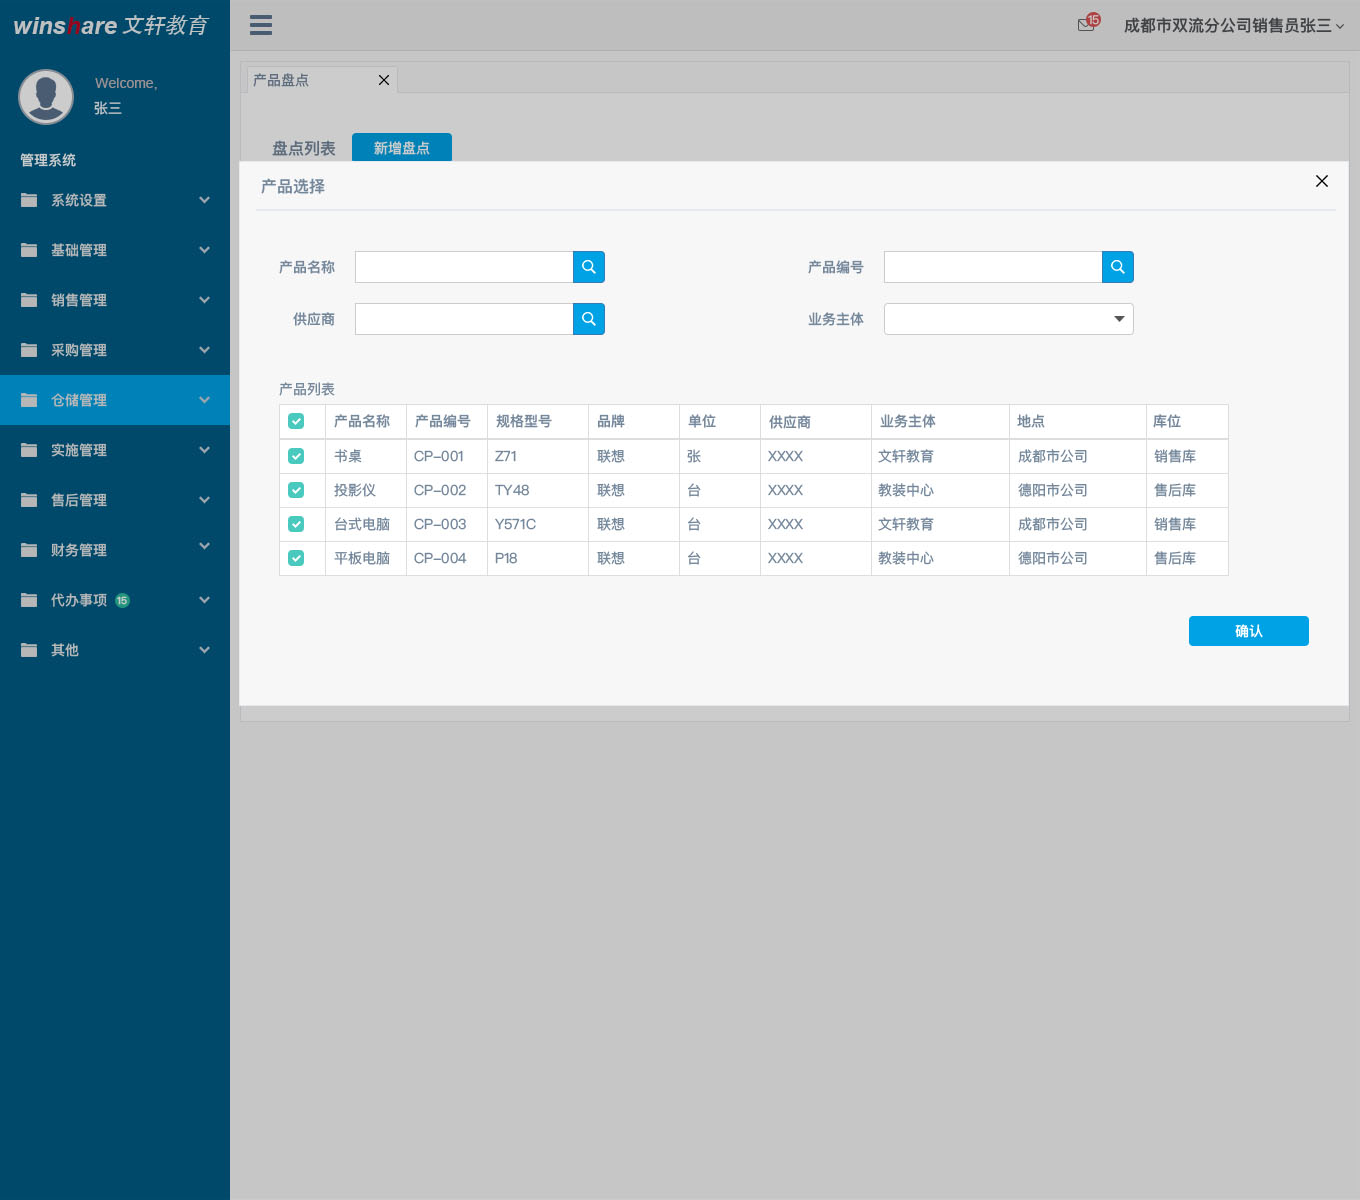 winshare 文轩教育
15
成都市双流分公司销售员张三
Welcome,
张三
管理系统
系统设置
基础管理
销售管理
采购管理
仓储管理
实施管理
售后管理
财务管理
代办事项 15
其他
产品盘点
盘点列表 新增盘点
产品选择
产品名称 产品编号
供应商 业务主体
产品列表
产品名称 产品编号 规格型号 品牌 单位 供应商 业务主体 地点 库位
书桌 CP-001 Z71 联想 张 XXXX 文轩教育 成都市公司 销售库
投影仪 CP-002 TY48 联想 台 XXXX 教装中心 德阳市公司 售后库
台式电脑 CP-003 Y571C 联想 台 XXXX 文轩教育 成都市公司 销售库
平板电脑 CP-004 P18 联想 台 XXXX 教装中心 德阳市公司 售后库
确认